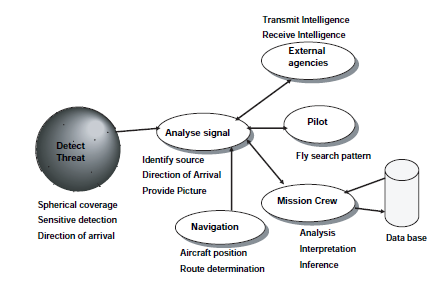 Transmit Intelligence
Receive Intelligence
External
agencies
Pilot
Fly search pattern
Detect
Threat
Analyse signal
Identify source
Direction of Arrival
Provide Picture
Spherical coverage
Sensitive detection
Direction of arrival
Navigation
Aircraft position
Route determination
Mission Crew
Analysis
Interpretation
Inference
Data base